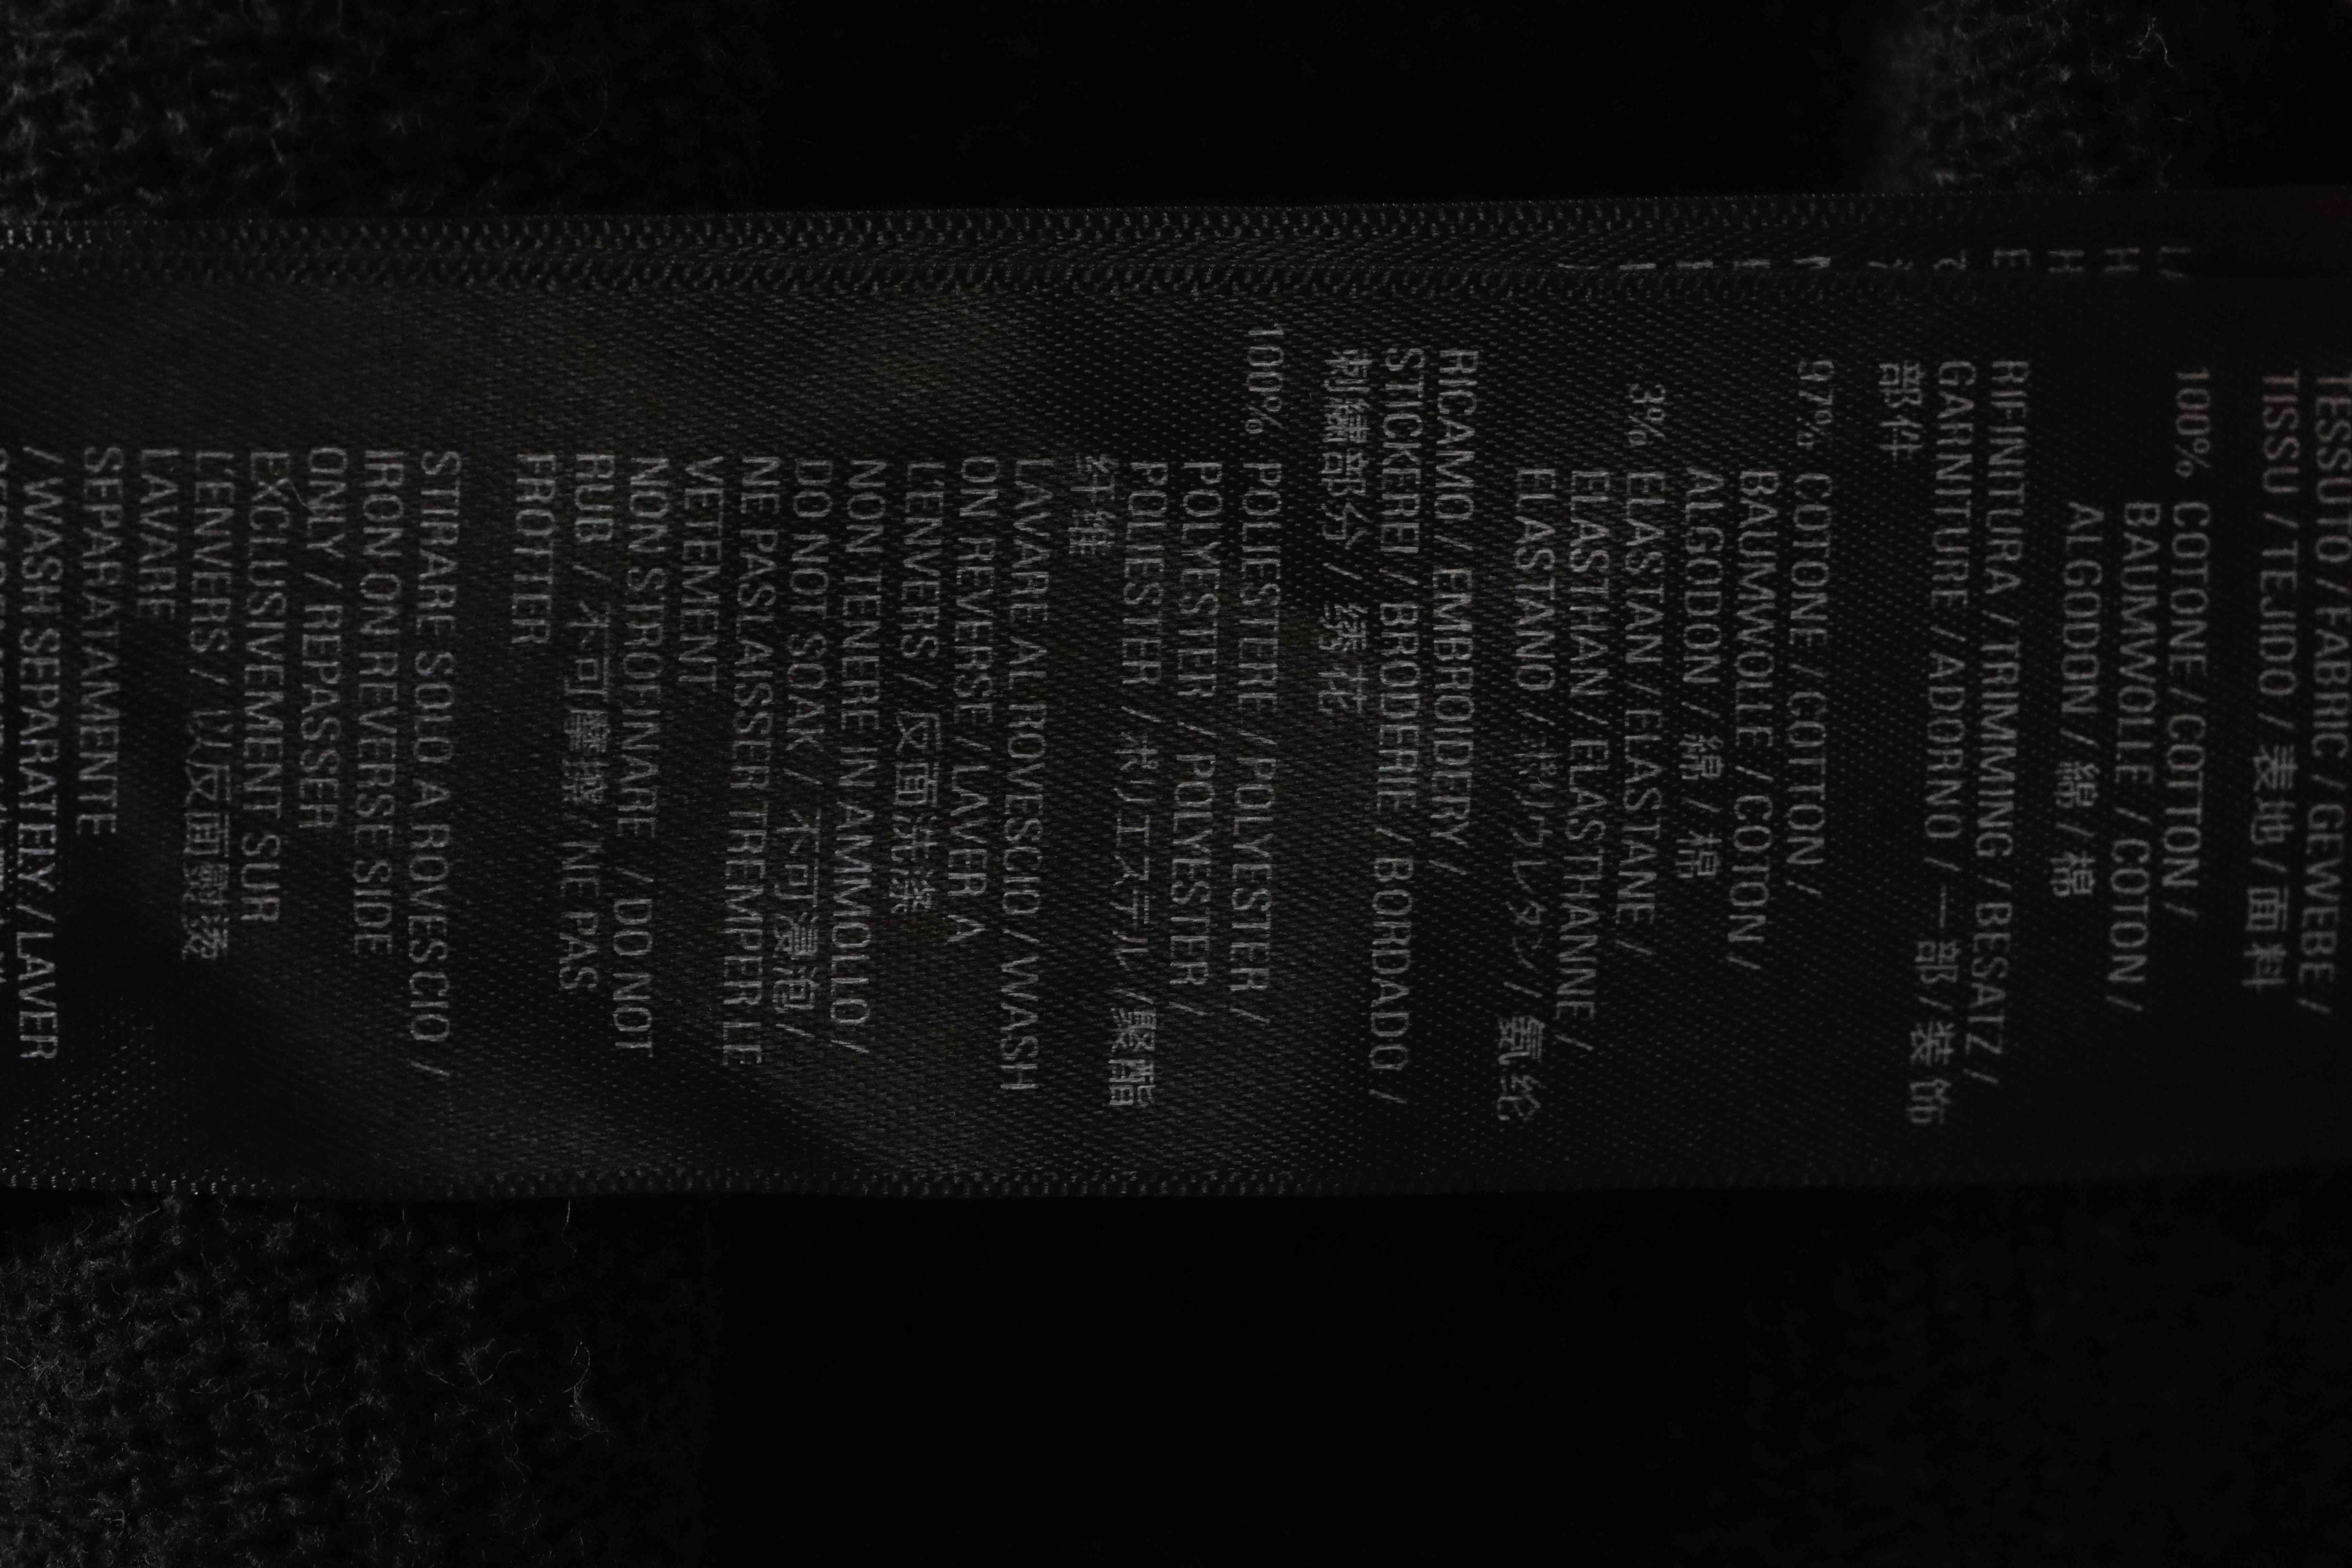 TESSUTO / FABRIC / GEWEBE /
TISSU / TEJIDO / 表地 / 面料
100% COTONE / COTTON /
BAUMWOLLE / COTON /
ALGODON / 綿 / 棉
RIFINITURA / TRIMMING / BESATZ /
GARNITURE / ADORNO / 一部 / 装饰
部件
97% COTONE / COTTON /
BAUMWOLLE / COTON /
ALGODON / 綿 / 棉
3% ELASTAN / ELASTANE /
ELASTHAN / ELASTHANNE /
ELASTANO / ポリウレタン / 氨纶
RICAMO / EMBROIDERY /
STICKEREI / BRODERIE / BORDADO /
刺繍部分 / 绣花
100% POLIESTERE / POLYESTER /
POLYESTER / POLYESTER /
POLIESTER / ポリエステル / 聚酯
纤维
LAVARE AL ROVESCIO / WASH
ON REVERSE / LAVER A
L'ENVERS / 反面洗涤
NON TENERE IN AMMOLLO /
DO NOT SOAK / 不可浸泡 /
NE PAS LAISSER TREMPER LE
VETEMENT
NON STROFINARE / DO NOT
RUB / 不可摩擦 / NE PAS
FROTTER
STIRARE SOLO A ROVESCIO /
IRON ON REVERSE SIDE
ONLY / REPASSER
EXCLUSIVEMENT SUR
L'ENVERS / 以反面熨烫
LAVARE
SEPARATAMENTE
/ WASH SEPARATELY / LAVER